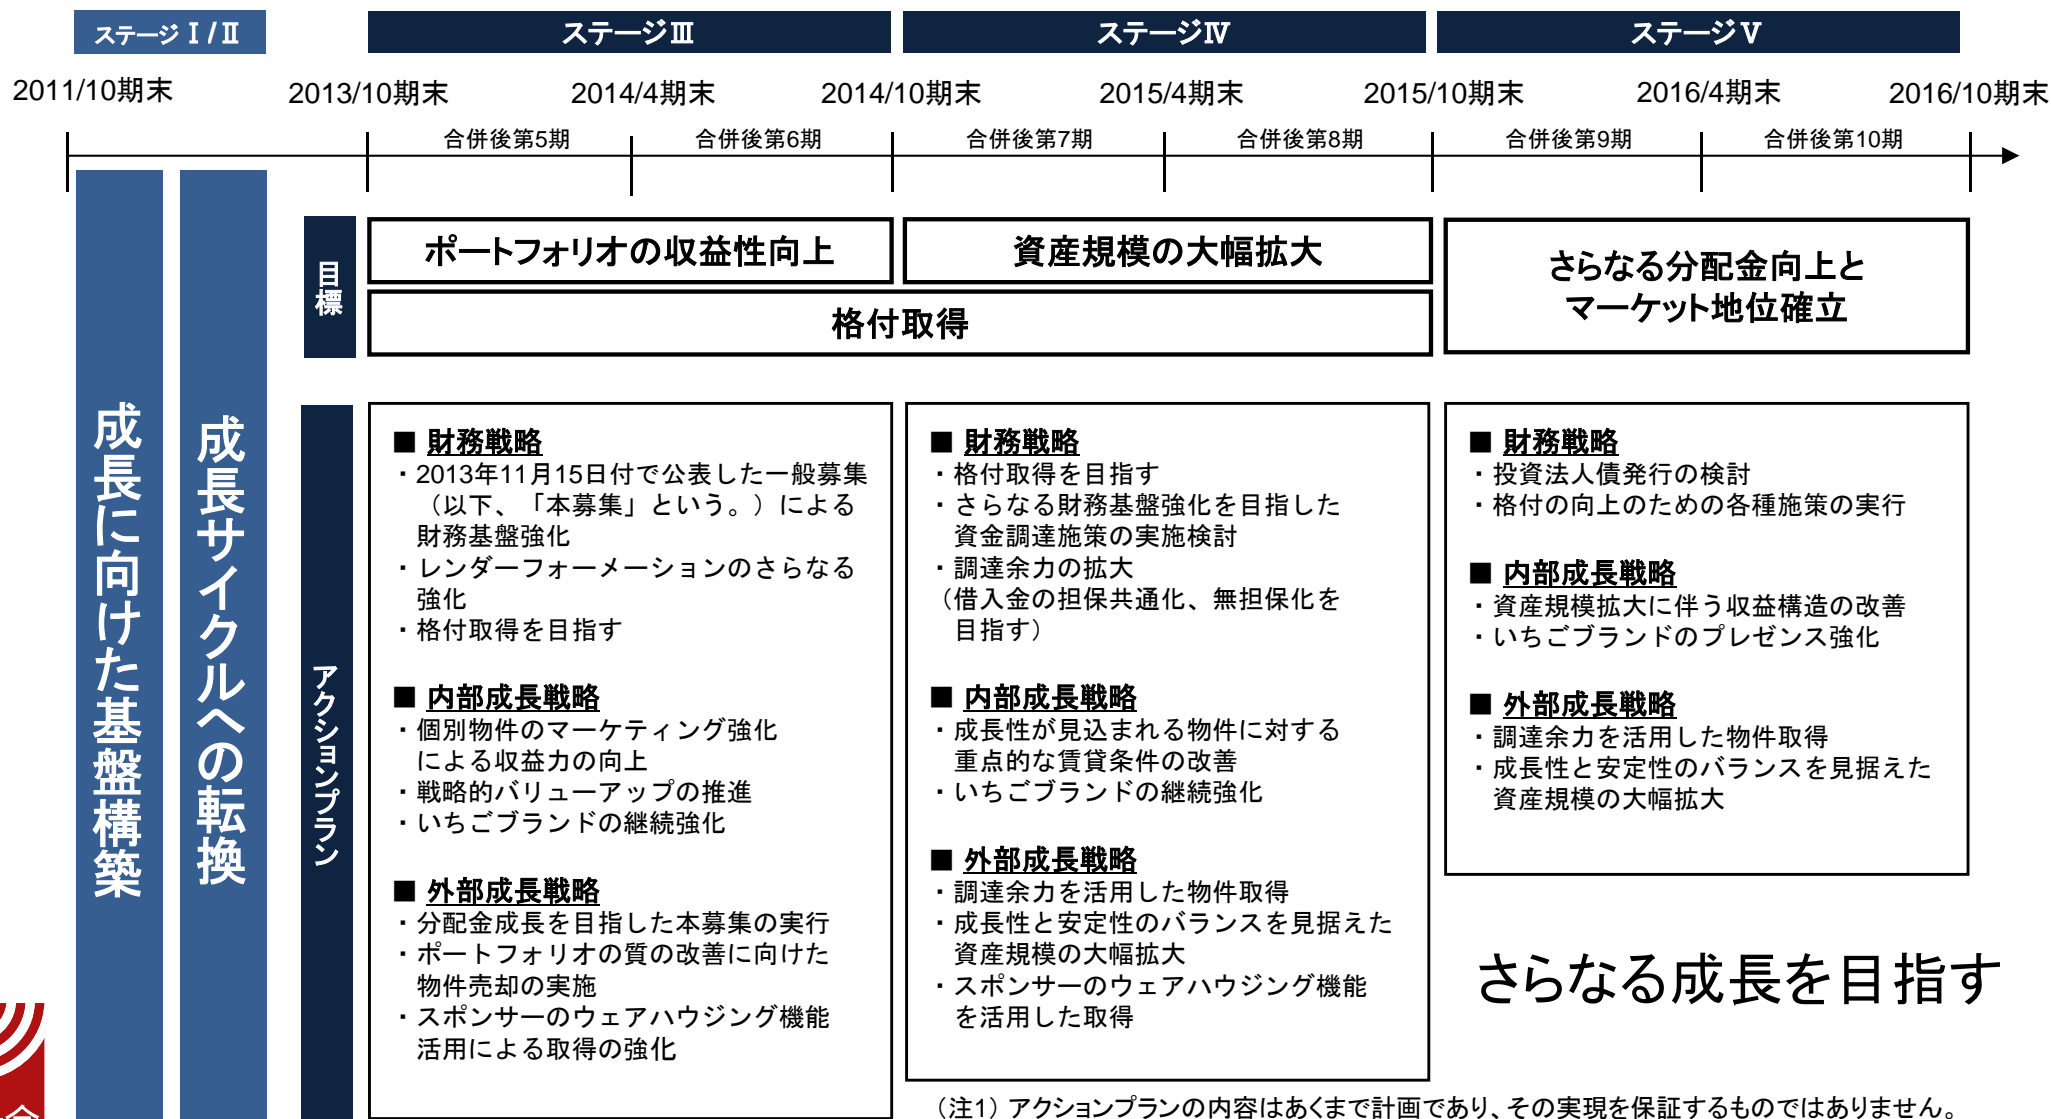 ステージⅠ/Ⅱ
ステージⅢ
ステージⅣ
ステージⅤ
2011/10期末
2013/10期末
2014/4期末
2014/10期末
2015/4期末
2015/10期末
2016/4期末
2016/10期末
合併後第5期
合併後第6期
合併後第7期
合併後第8期
合併後第9期
合併後第10期
成長に向けた基盤構築
成長サイクルへの転換
目標
ポートフォリオの収益性向上
資産規模の大幅拡大
格付取得
さらなる分配金向上と
マーケット地位確立
アクションプラン
■ 財務戦略
・2013年11月15日付で公表した一般募集
（以下、「本募集」という。）による
財務基盤強化
・レンダーフォーメーションのさらなる
強化
・格付取得を目指す
■ 内部成長戦略
・個別物件のマーケティング強化
による収益力の向上
・戦略的バリューアップの推進
・いちごブランドの継続強化
■ 外部成長戦略
・分配金成長を目指した本募集の実行
・ポートフォリオの質の改善に向けた
物件売却の実施
・スポンサーのウェアハウジング機能
活用による取得の強化
■ 財務戦略
・格付取得を目指す
・さらなる財務基盤強化を目指した
資金調達施策の実施検討
・調達余力の拡大
（借入金の担保共通化、無担保化を
目指す）
■ 内部成長戦略
・成長性が見込まれる物件に対する
重点的な賃貸条件の改善
・いちごブランドの継続強化
■ 外部成長戦略
・調達余力を活用した物件取得
・成長性と安定性のバランスを見据えた
資産規模の大幅拡大
・スポンサーのウェアハウジング機能
を活用した取得
■ 財務戦略
・投資法人債発行の検討
・格付の向上のための各種施策の実行
■ 内部成長戦略
・資産規模拡大に伴う収益構造の改善
・いちごブランドのプレゼンス強化
■ 外部成長戦略
・調達余力を活用した物件取得
・成長性と安定性のバランスを見据えた
資産規模の大幅拡大
さらなる成長を目指す
（注1）アクションプランの内容はあくまで計画であり、その実現を保証するものではありません。